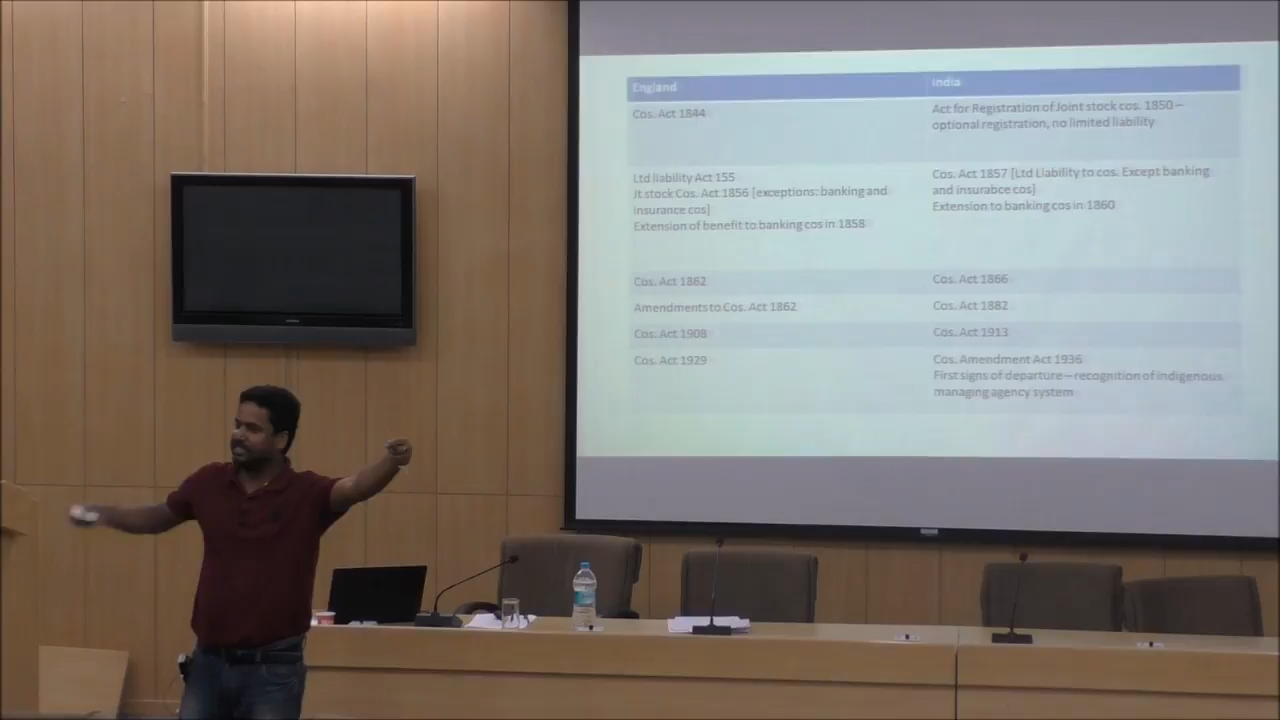 England
India
Cos. Act 1844
Act for Registration of Joint stock cos. 1850 –
optional registration, no limited liability
Ltd liability Act 155
Jt stock Cos. Act 1856 [exceptions: banking and
insurance cos]
Extension of benefit to banking cos in 1858
Cos. Act 1857 [Ltd Liability to cos. Except banking
and insurabce cos]
Extension to banking cos in 1860
Cos. Act 1862
Cos. Act 1866
Amendments to Cos. Act 1862
Cos. Act 1882
Cos. Act 1908
Cos. Act 1913
Cos. Act 1929
Cos. Amendment Act 1936
First signs of departure – recognition of indigenous
managing agency system